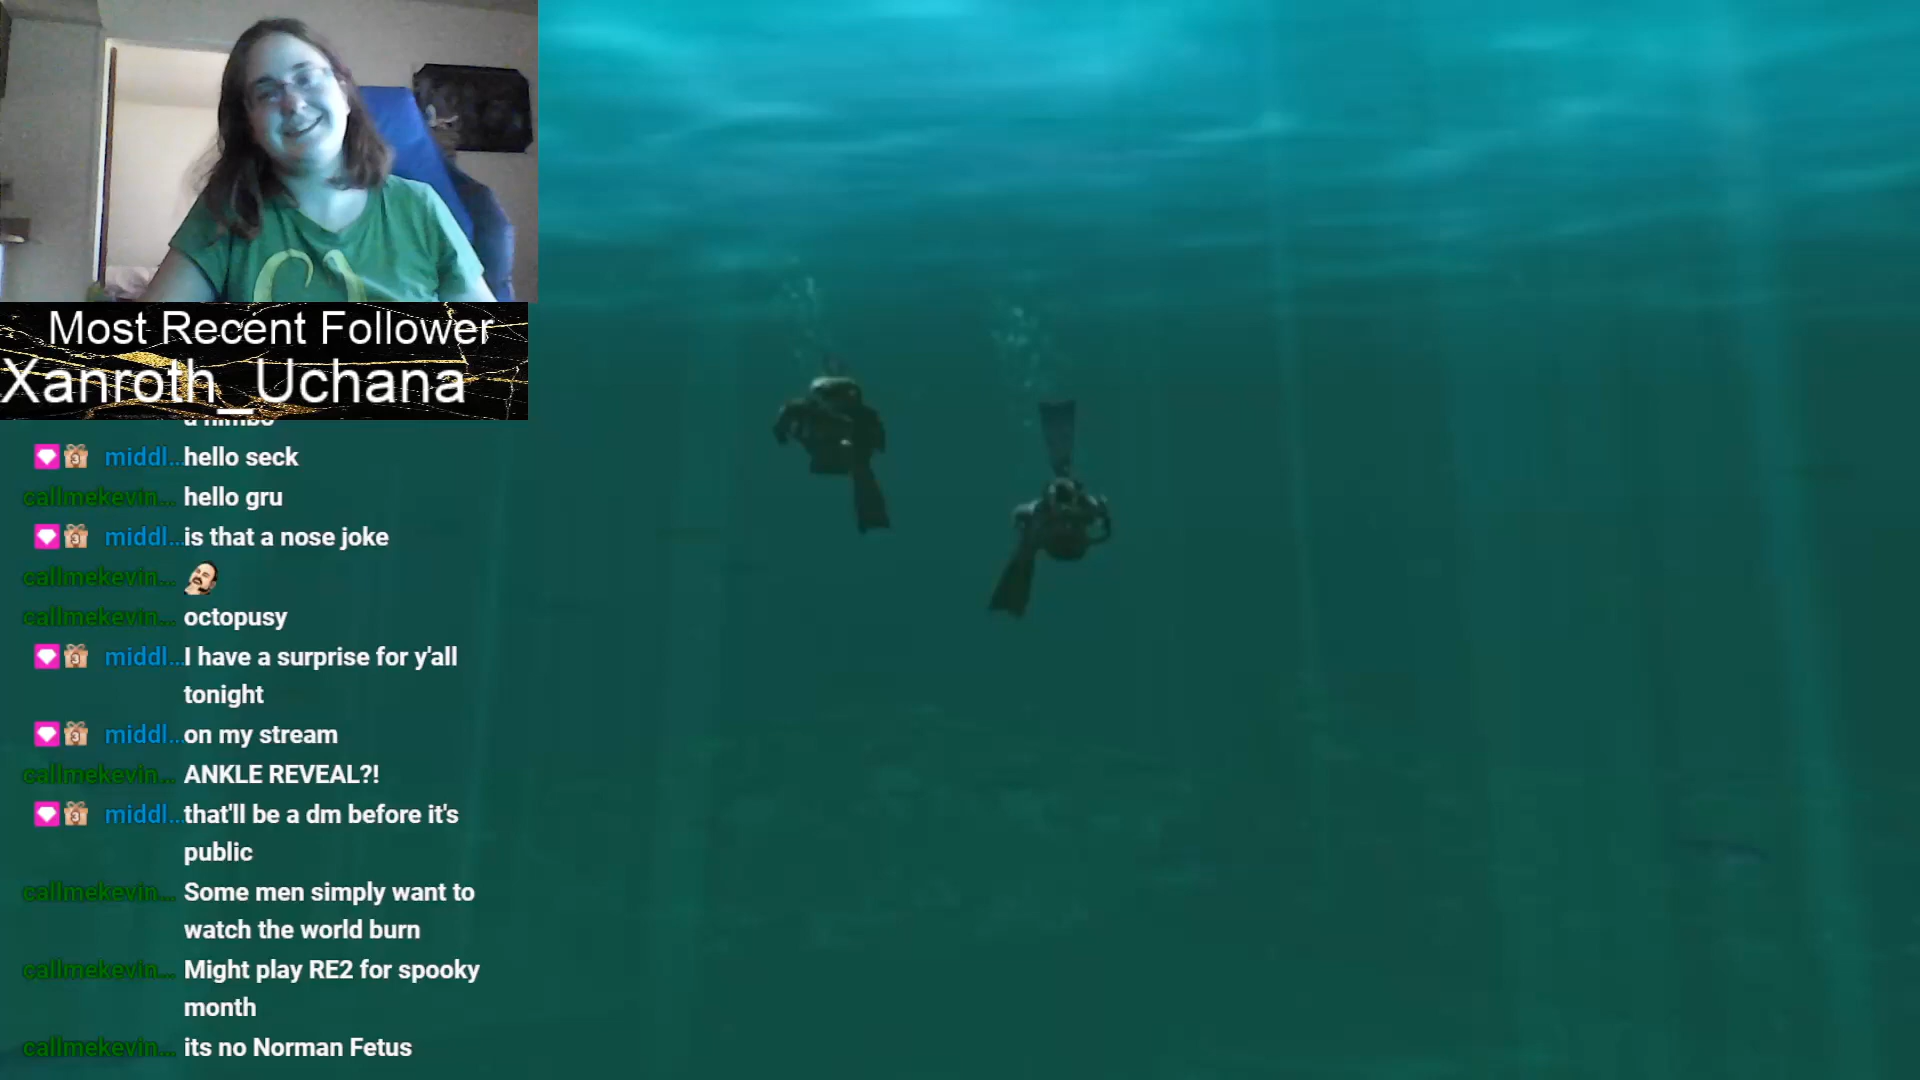 Most Recent Follower
Xanroth_Uchana
a himbo
middl... hello seck
callmekevin... hello gru
middl... is that a nose joke
callmekevin...
callmekevin... octopusy
middl... I have a surprise for y'all
tonight
middl... on my stream
callmekevin... ANKLE REVEAL?!
middl... that'll be a dm before it's
public
callmekevin... Some men simply want to
watch the world burn
callmekevin... Might play RE2 for spooky
month
callmekevin... its no Norman Fetus